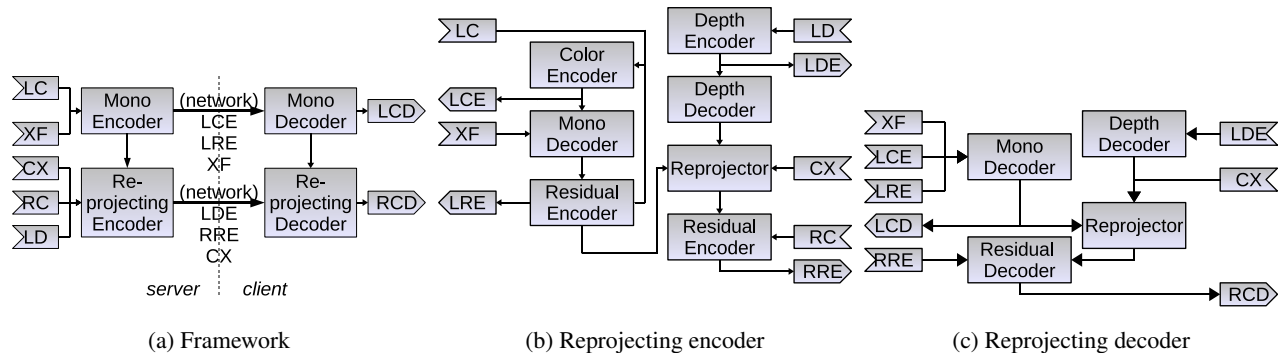 LC
XF
CX
RC
LD
Mono
Encoder
Re-
projecting
Encoder
(network)
LCE
LRE
XF
(network)
LDE
RRE
CX
Mono
Decoder
Re-
projecting
Decoder
LCD
RCD
server
client
(a) Framework
LC
Color
Encoder
LCE
XF
Mono
Decoder
LRE
Residual
Encoder
Depth
Encoder
LD
LDE
Depth
Decoder
Reprojector
CX
Residual
Encoder
RC
RRE
(b) Reprojecting encoder
XF
LCE
LRE
LCD
RRE
Mono
Decoder
Residual
Decoder
Depth
Decoder
LDE
CX
Reprojector
RCD
(c) Reprojecting decoder